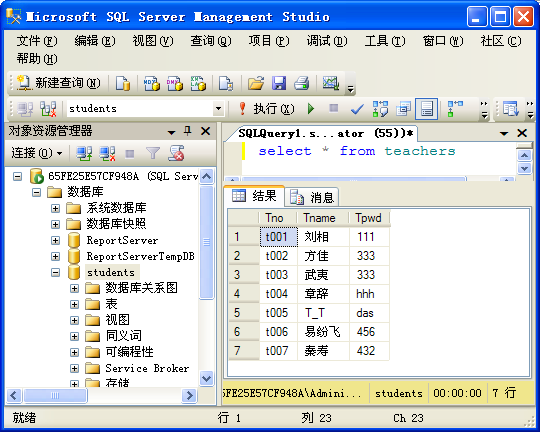 Microsoft SQL Server Management Studio
文件(F) 编辑(E) 视图(V) 查询(Q) 项目(P) 调试(D) 工具(T) 窗口(W) 社区(C)
帮助(H)
新建查询(N)
students 执行(X)
对象资源管理器
SQLQuery1.s...ator (55))*
连接(O)
select * from teachers
65FE25E57CF948A (SQL Serv
数据库
系统数据库
数据库快照
ReportServer
ReportServerTempDB
students
数据库关系图
表
视图
同义词
可编程性
Service Broker
存储
结果 消息
Tno Tname Tpwd
1 t001 刘相 111
2 t002 方佳 333
3 t003 武夷 333
4 t004 章辞 hhh
5 t005 T_T das
6 t006 易纷飞 456
7 t007 秦寿 432
5FE25E57CF948A\Admini... students 00:00:00 7 行
就绪 行 1 列 23 Ch 23